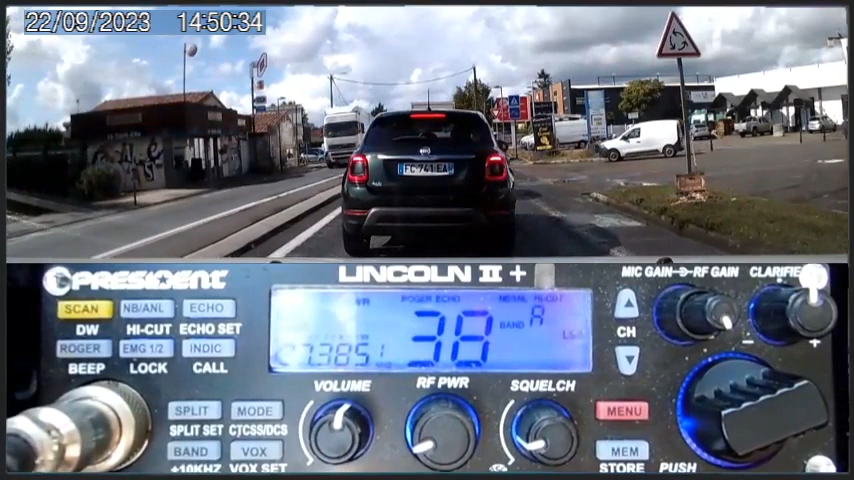 22/09/2023 14:50:34
FC-741-EA
PRESIDENT
LINCOLN II +
MIC GAIN RF GAIN
CLARIFIER
SCAN NB/ANL ECHO
DW HI-CUT ECHO SET
ROGER EMG 1/2 INDIC
BEEP LOCK CALL
ROGER ECHO NB/ANL HI-CUT
38 BAND A
CH
VOLUME RF PWR SQUELCH
SPLIT MODE
SPLIT SET CTCSS/DCS
BAND VOX
+10KHZ VOX SET
MENU
MEM
STORE PUSH
- +